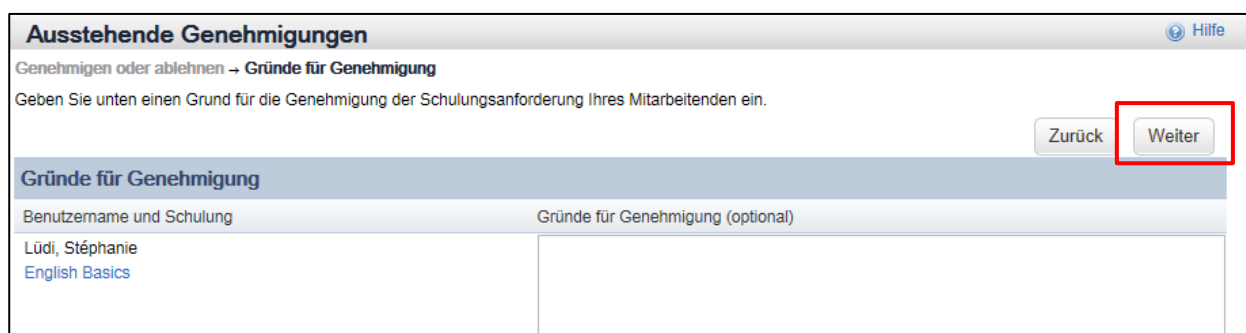 Ausstehende Genehmigungen
Hilfe
Genehmigen oder ablehnen → Gründe für Genehmigung
Geben Sie unten einen Grund für die Genehmigung der Schulungsanforderung Ihres Mitarbeitenden ein.
Zurück Weiter
Gründe für Genehmigung
Benutzername und Schulung Gründe für Genehmigung (optional)
Lüdi, Stéphanie
English Basics